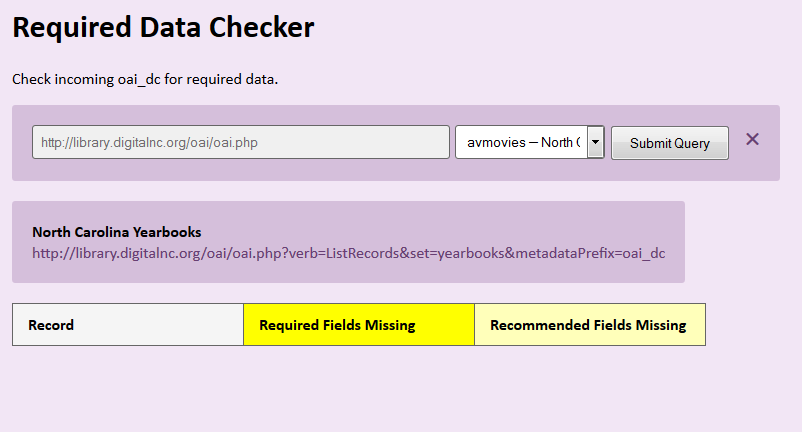 Required Data Checker
Check incoming oai_dc for required data.
http://library.digitalnc.org/oai/oai.php avmovies — North C Submit Query ✕
North Carolina Yearbooks
http://library.digitalnc.org/oai/oai.php?verb=ListRecords&set=yearbooks&metadataPrefix=oai_dc
Record Required Fields Missing Recommended Fields Missing